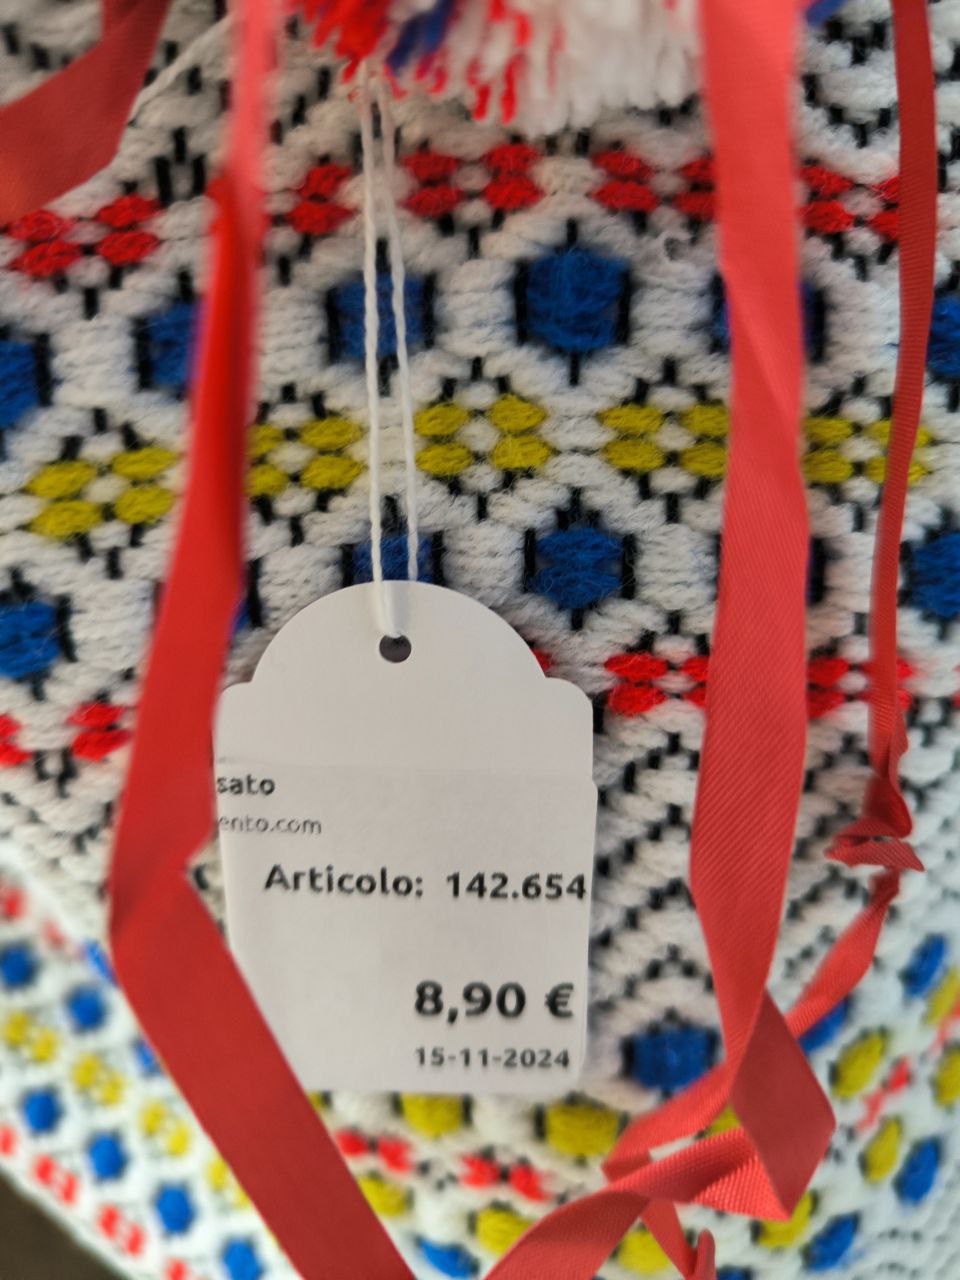 sato
ento.com
Articolo: 142.654
8,90 €
15-11-2024